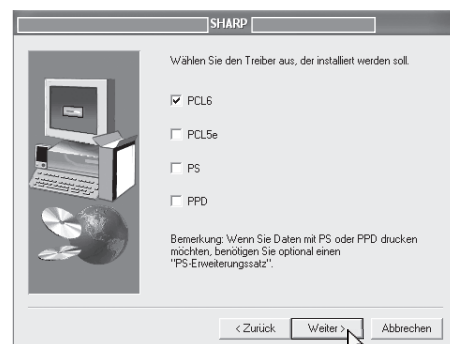 SHARP
Wählen Sie den Treiber aus, der installiert werden soll.
PCL6
PCL5e
PS
PPD
Bemerkung: Wenn Sie Daten mit PS oder PPD drucken
möchten, benötigen Sie optional einen
"PS-Erweiterungssatz".
< Zurück
Weiter >
Abbrechen